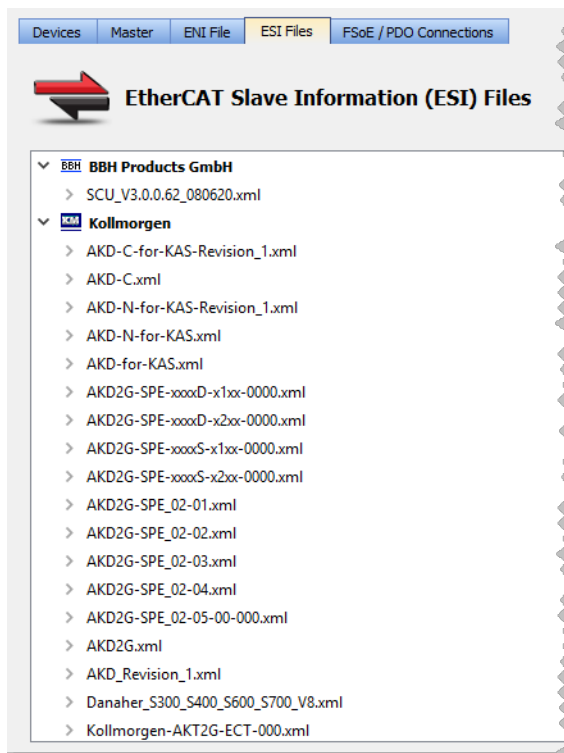 Devices Master ENI File ESI Files FSoE / PDO Connections
EtherCAT Slave Information (ESI) Files
BBH BBH Products GmbH
SCU_V3.0.0.62_080620.xml
KM Kollmorgen
AKD-C-for-KAS-Revision_1.xml
AKD-C.xml
AKD-N-for-KAS-Revision_1.xml
AKD-N-for-KAS.xml
AKD-for-KAS.xml
AKD2G-SPE-xxxxD-x1xx-0000.xml
AKD2G-SPE-xxxxD-x2xx-0000.xml
AKD2G-SPE-xxxxS-x1xx-0000.xml
AKD2G-SPE-xxxxS-x2xx-0000.xml
AKD2G-SPE_02-01.xml
AKD2G-SPE_02-02.xml
AKD2G-SPE_02-03.xml
AKD2G-SPE_02-04.xml
AKD2G-SPE_02-05-00-000.xml
AKD2G.xml
AKD_Revision_1.xml
Danaher_S300_S400_S600_S700_V8.xml
Kollmorgen-AKT2G-ECT-000.xml